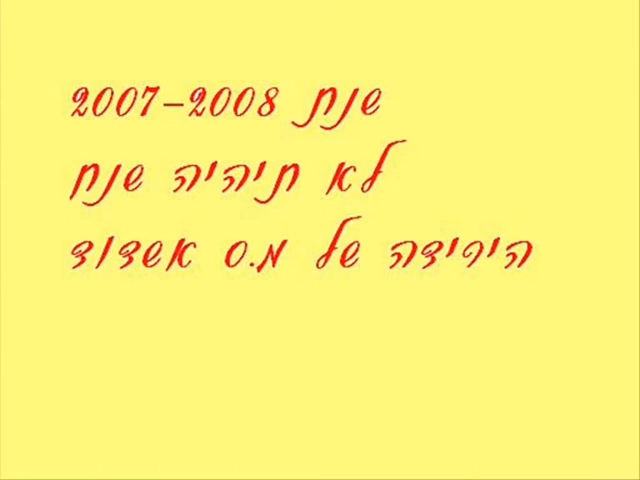 שנת 2007-2008
לא תיהיה שנת
הירידה של מ.ס אשדוד